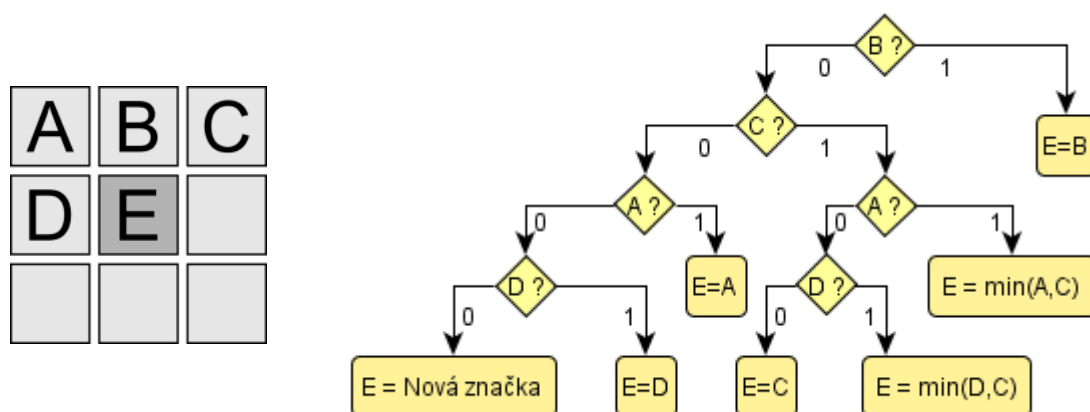 B ?
0 1
A B C
C ?
D E
0 1
E=B
A ?
A ?
0 1
0 1
D ?
E=A
D ?
E = min(A,C)
0 1
0 1
E = Nová značka
E=D
E=C
E = min(D,C)